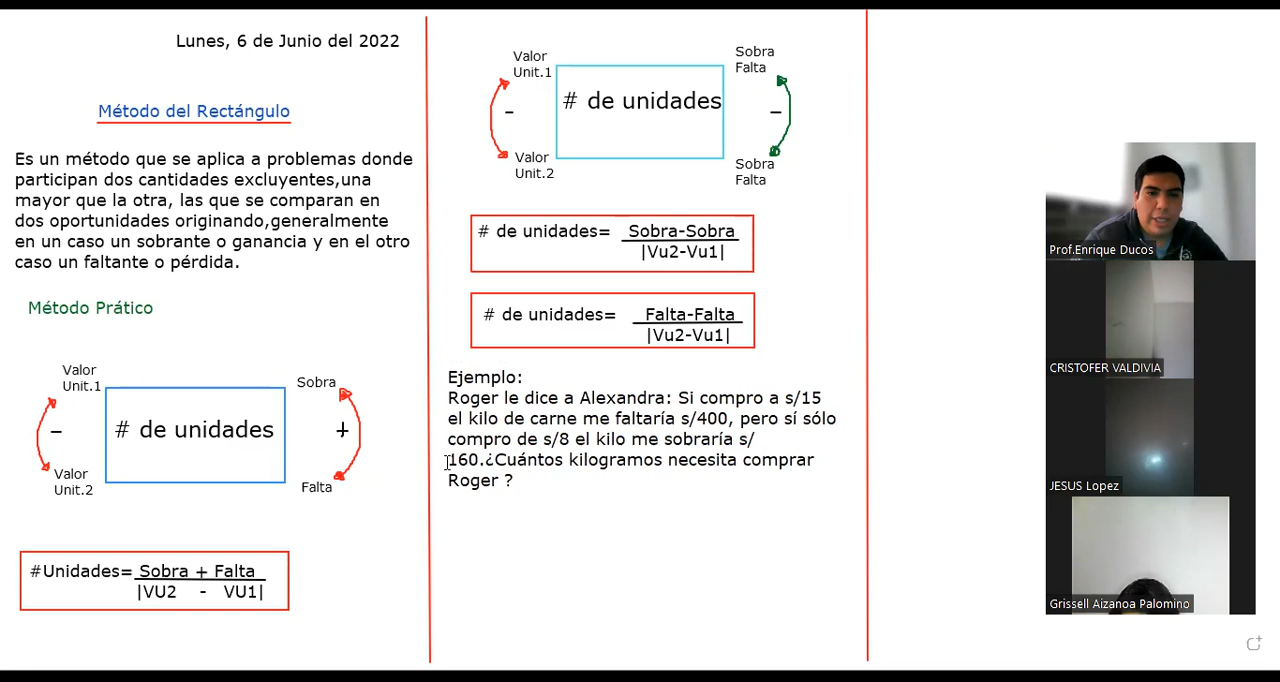 Lunes, 6 de Junio del 2022
Método del Rectángulo
Es un método que se aplica a problemas donde
participan dos cantidades excluyentes,una
mayor que la otra, las que se comparan en
dos oportunidades originando,generalmente
en un caso un sobrante o ganancia y en el otro
caso un faltante o pérdida.
Método Prático
Valor
Unit.1
Sobra
-
# de unidades
+
Valor
Unit.2
Falta
#Unidades= Sobra + Falta
|VU2 - VU1|
Valor
Unit.1
Sobra
Falta
-
# de unidades
-
Valor
Unit.2
Sobra
Falta
# de unidades= Sobra-Sobra
|Vu2-Vu1|
# de unidades= Falta-Falta
|Vu2-Vu1|
Ejemplo:
Roger le dice a Alexandra: Si compro a s/15
el kilo de carne me faltaría s/400, pero sí sólo
compro de s/8 el kilo me sobraría s/
160.¿Cuántos kilogramos necesita comprar
Roger ?
Prof.Enrique Ducos
CRISTOFER VALDIVIA
JESUS Lopez
Grissell Aizanoa Palomino